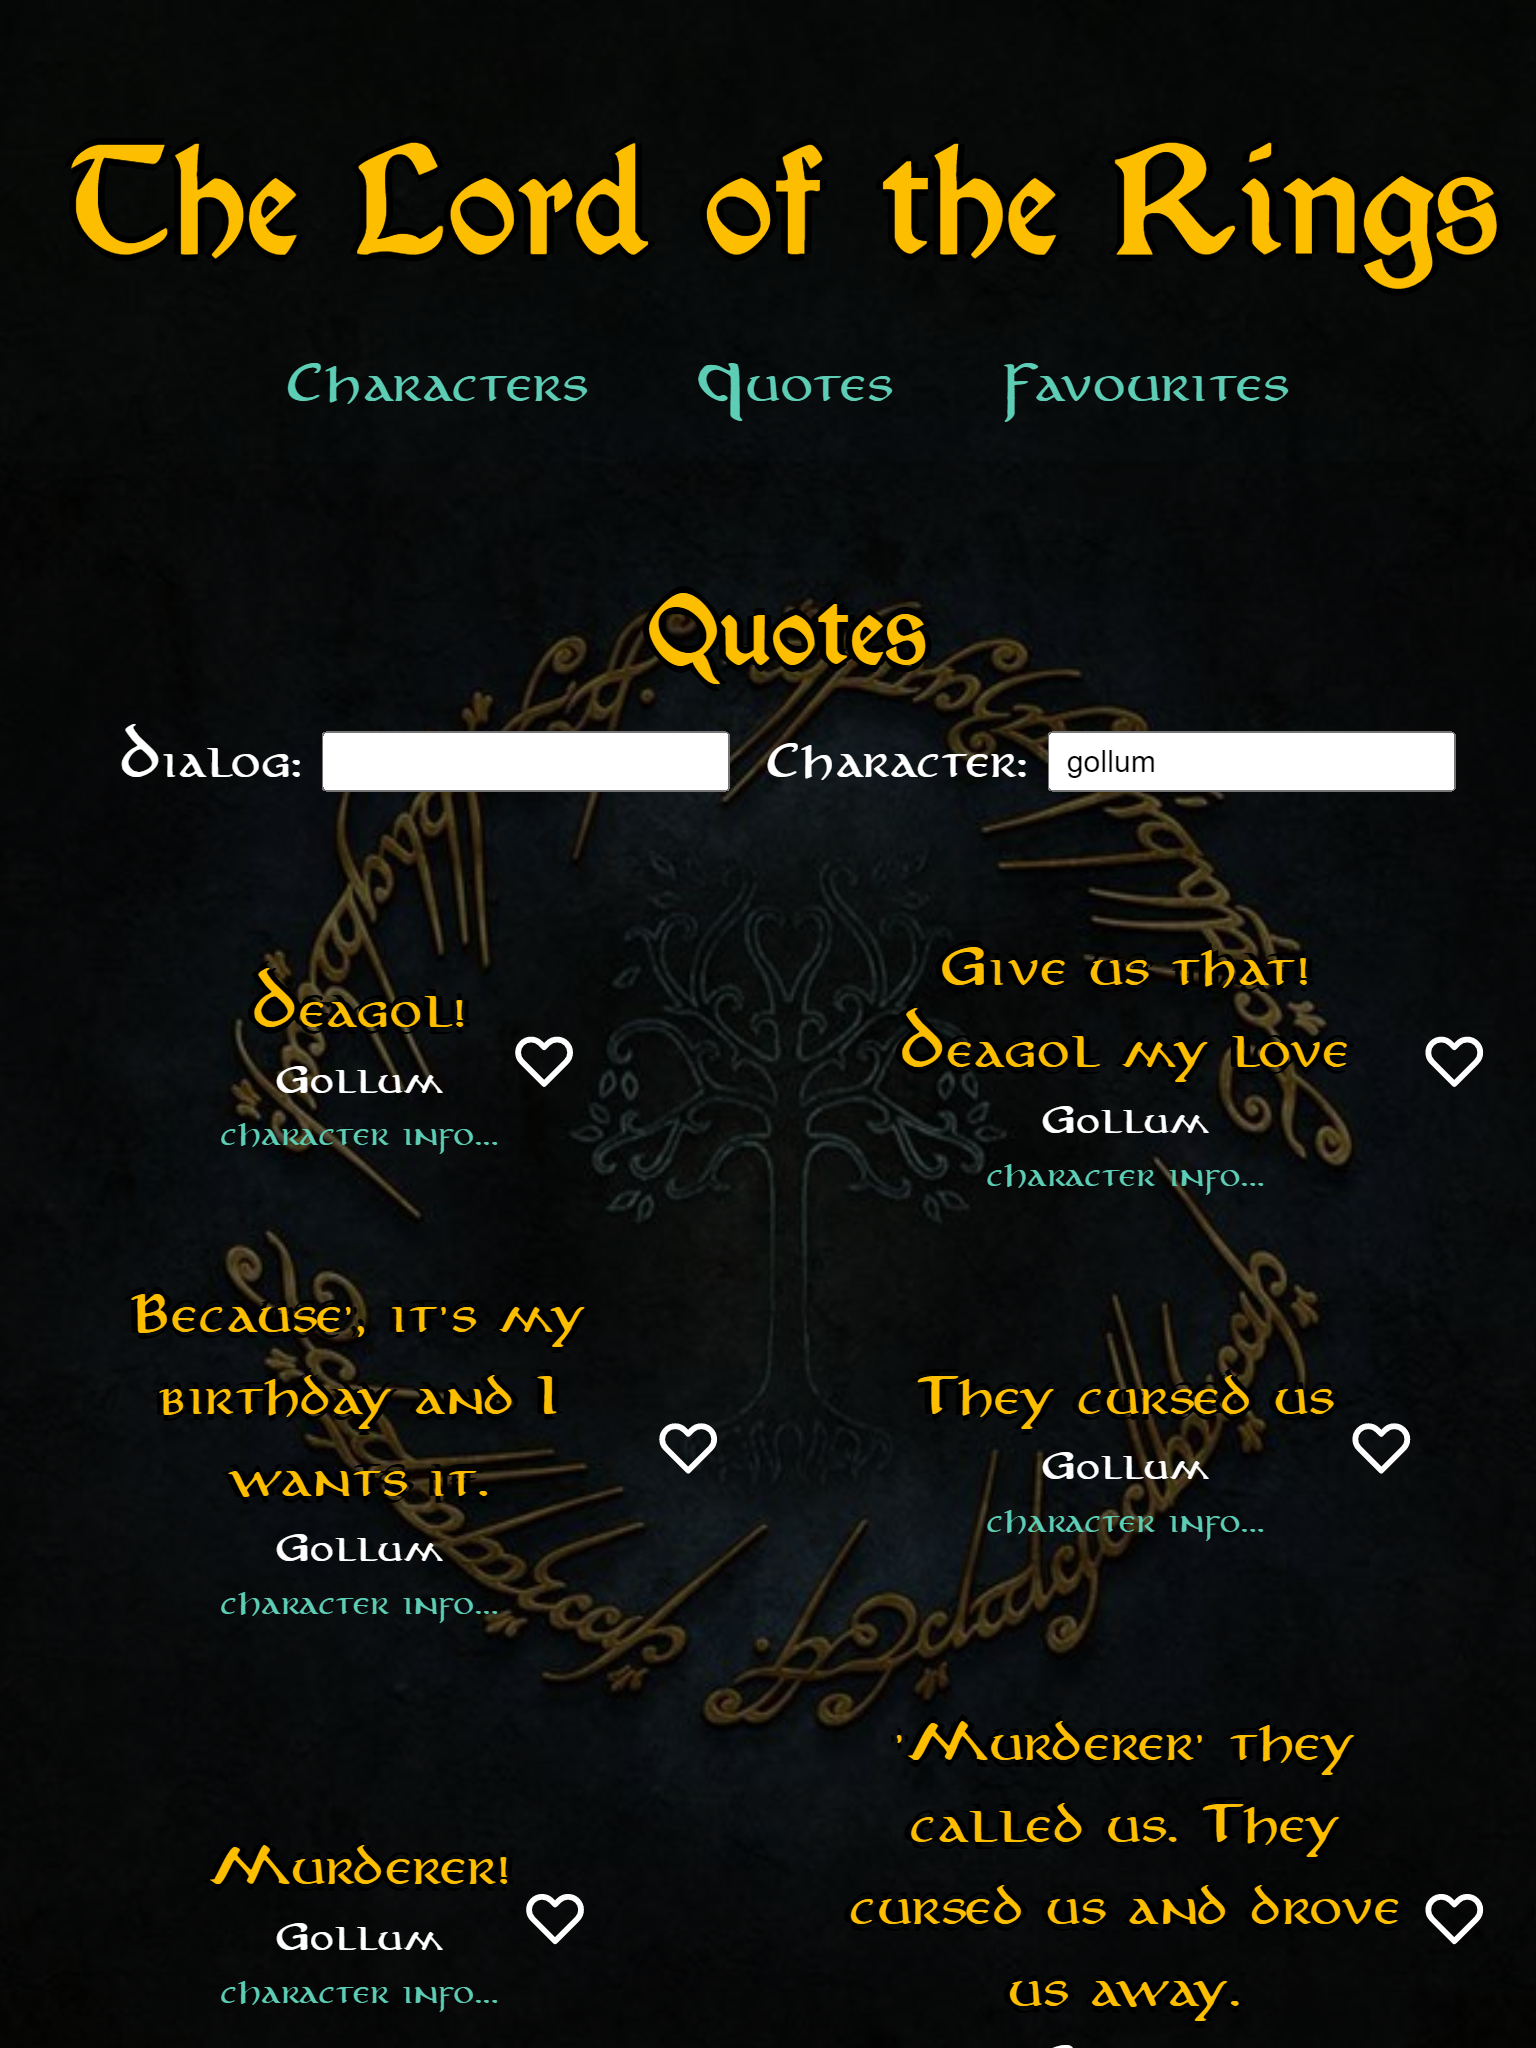 The Lord of the Rings
Characters Quotes Favourites
Quotes
Dialog: Character: gollum
Deagol!
Gollum
character info...
Give us that!
Deagol my love
Gollum
character info...
Because', it's my
birthday and I
wants it.
Gollum
character info...
They cursed us
Gollum
character info...
Murderer!
Gollum
character info...
'Murderer' they
called us. They
cursed us and drove
us away.